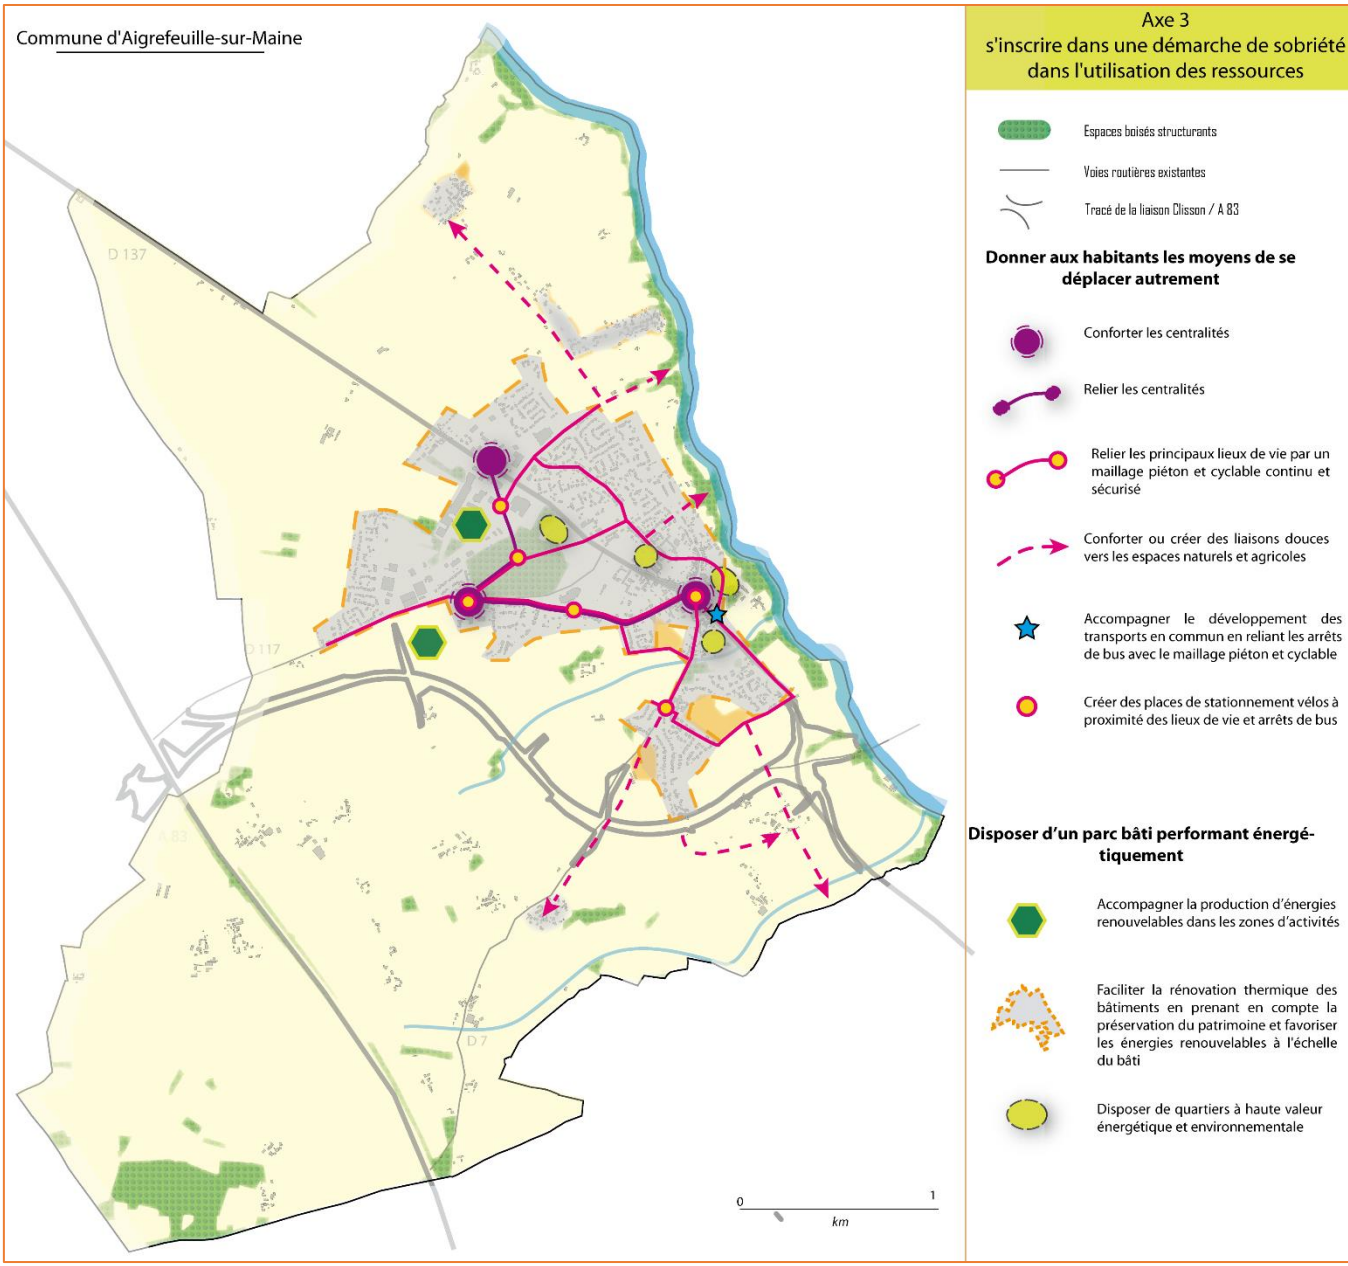 Commune d'Aigrefeuille-sur-Maine
D 137
D 117
A 83
D 7
0
1
km
Axe 3
s'inscrire dans une démarche de sobriété
dans l'utilisation des ressources
Espaces boisés structurants
Voies routières existantes
Tracé de la liaison Clisson / A 83
Donner aux habitants les moyens de se
déplacer autrement
Conforter les centralités
Relier les centralités
Relier les principaux lieux de vie par un
maillage piéton et cyclable continu et
sécurisé
Conforter ou créer des liaisons douces
vers les espaces naturels et agricoles
Accompagner le développement des
transports en commun en reliant les arrêts
de bus avec le maillage piéton et cyclable
Créer des places de stationnement vélos à
proximité des lieux de vie et arrêts de bus
Disposer d'un parc bâti performant énergé-
tiquement
Accompagner la production d'énergies
renouvelables dans les zones d'activités
Faciliter la rénovation thermique des
bâtiments en prenant en compte la
préservation du patrimoine et favoriser
les énergies renouvelables à l'échelle
du bâti
Disposer de quartiers à haute valeur
énergétique et environnementale